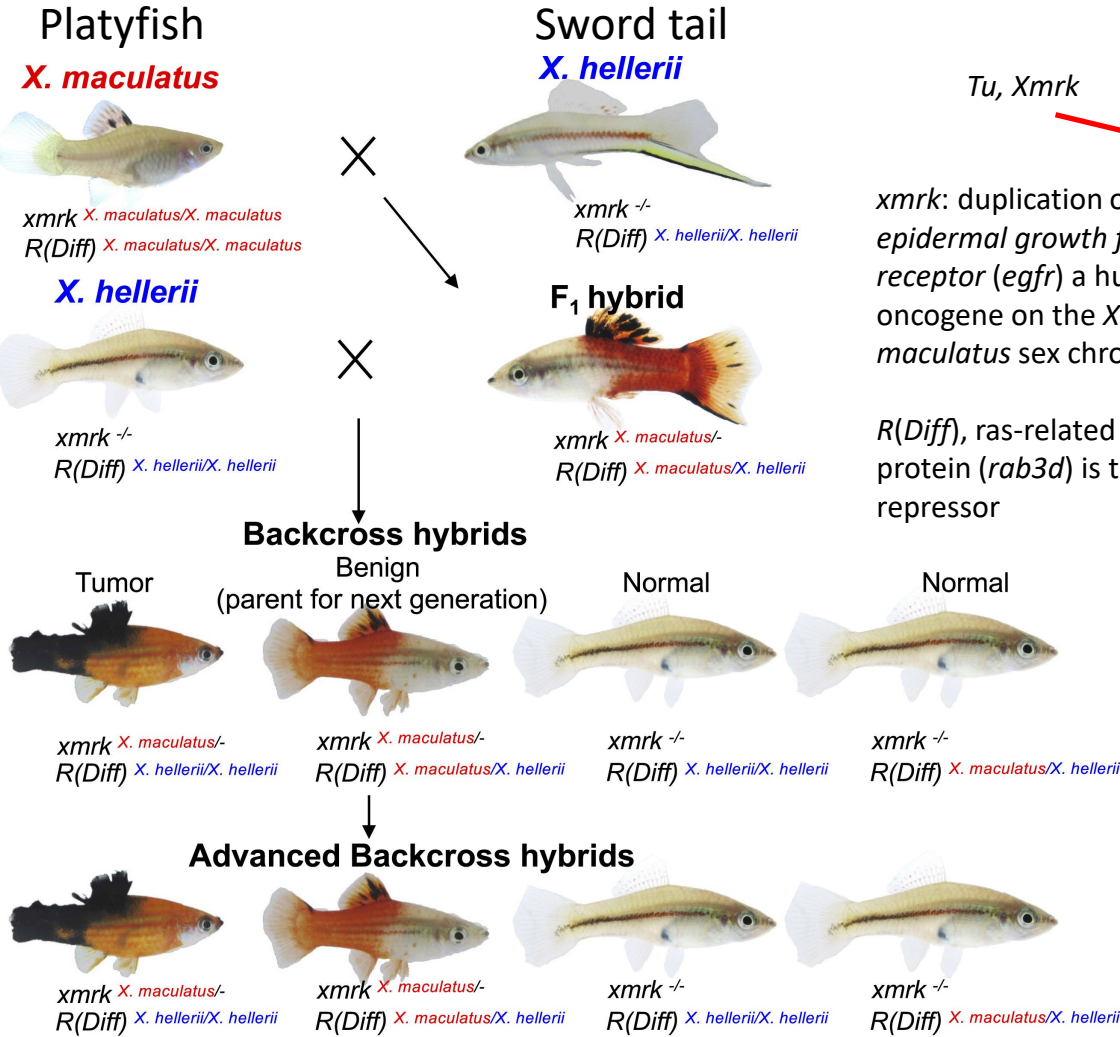 Platyfish
Sword tail
X. maculatus
X. hellerii
Tu, Xmrk
xmrk X. maculatus/X. maculatus
R(Diff) X. maculatus/X. maculatus
xmrk -/-
R(Diff) X. hellerii/X. hellerii
xmrk: duplication
epidermal growth
receptor (egfr) a
oncogene on the X
maculatus sex
X. hellerii
F1 hybrid
xmrk -/-
R(Diff) X. hellerii/X. hellerii
xmrk X. maculatus/-
R(Diff) X. maculatus/X. hellerii
R(Diff), ras-related
protein (rab3d) is
repressor
Backcross hybrids
Tumor
Benign
(parent for next generation)
Normal
Normal
xmrk X. maculatus/-
R(Diff) X. hellerii/X. hellerii
xmrk X. maculatus/-
R(Diff) X. maculatus/X. hellerii
xmrk -/-
R(Diff) X. hellerii/X. hellerii
xmrk -/-
R(Diff) X. maculatus/X. hellerii
Advanced Backcross hybrids
xmrk X. maculatus/-
R(Diff) X. hellerii/X. hellerii
xmrk X. maculatus/-
R(Diff) X. maculatus/X. hellerii
xmrk -/-
R(Diff) X. hellerii/X. hellerii
xmrk -/-
R(Diff) X. maculatus/X. hellerii